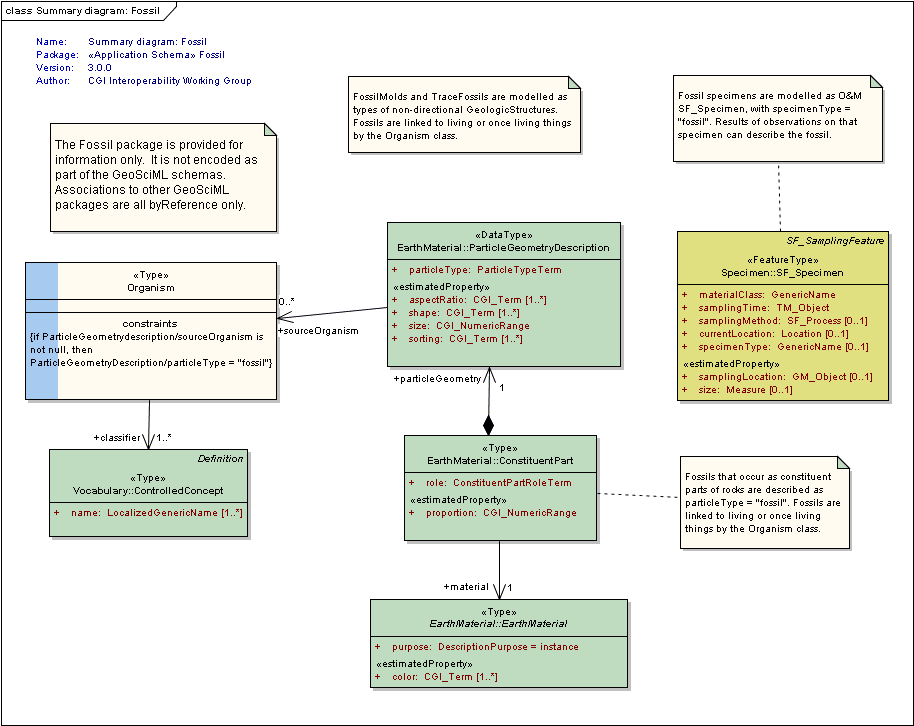 class Summary diagram: Fossil
Name: Summary diagram: Fossil
Package: «Application Schema» Fossil
Version: 3.0.0
Author: CGI Interoperability Working Group
FossilMolds and TraceFossils are modelled as
types of non-directional GeologicStructures.
Fossils are linked to living or once living things
by the Organism class.
Fossil specimens are modelled as O&M
SF_Specimen, with specimenType =
"fossil". Results of observations on that
specimen can describe the fossil.
The Fossil package is provided for
information only. It is not encoded as
part of the GeoSciML schemas.
Associations to other GeoSciML
packages are all byReference only.
«DataType»
EarthMaterial::ParticleGeometryDescription
+ particleType: ParticleTypeTerm
«estimatedProperty»
+ aspectRatio: CGI_Term [1..*]
+ shape: CGI_Term [1..*]
+ size: CGI_NumericRange
+ sorting: CGI_Term [1..*]
SF_SamplingFeature
«FeatureType»
Specimen::SF_Specimen
+ materialClass: GenericName
+ samplingTime: TM_Object
+ samplingMethod: SF_Process [0..1]
+ currentLocation: Location [0..1]
+ specimenType: GenericName [0..1]
«estimatedProperty»
+ samplingLocation: GM_Object [0..1]
+ size: Measure [0..1]
«Type»
Organism
constraints
{if ParticleGeometrydescription/sourceOrganism is
not null, then
ParticleGeometryDescription/particleType = "fossil"}
0..*
+sourceOrganism
+particleGeometry
1
+classifier
1..*
Definition
«Type»
Vocabulary::ControlledConcept
+ name: LocalizedGenericName [1..*]
«Type»
EarthMaterial::ConstituentPart
+ role: ConstituentPartRoleTerm
«estimatedProperty»
+ proportion: CGI_NumericRange
Fossils that occur as constituent
parts of rocks are described as
particleType = "fossil". Fossils are
linked to living or once living
things by the Organism class.
+material
1
«Type»
EarthMaterial::EarthMaterial
+ purpose: DescriptionPurpose = instance
«estimatedProperty»
+ color: CGI_Term [1..*]